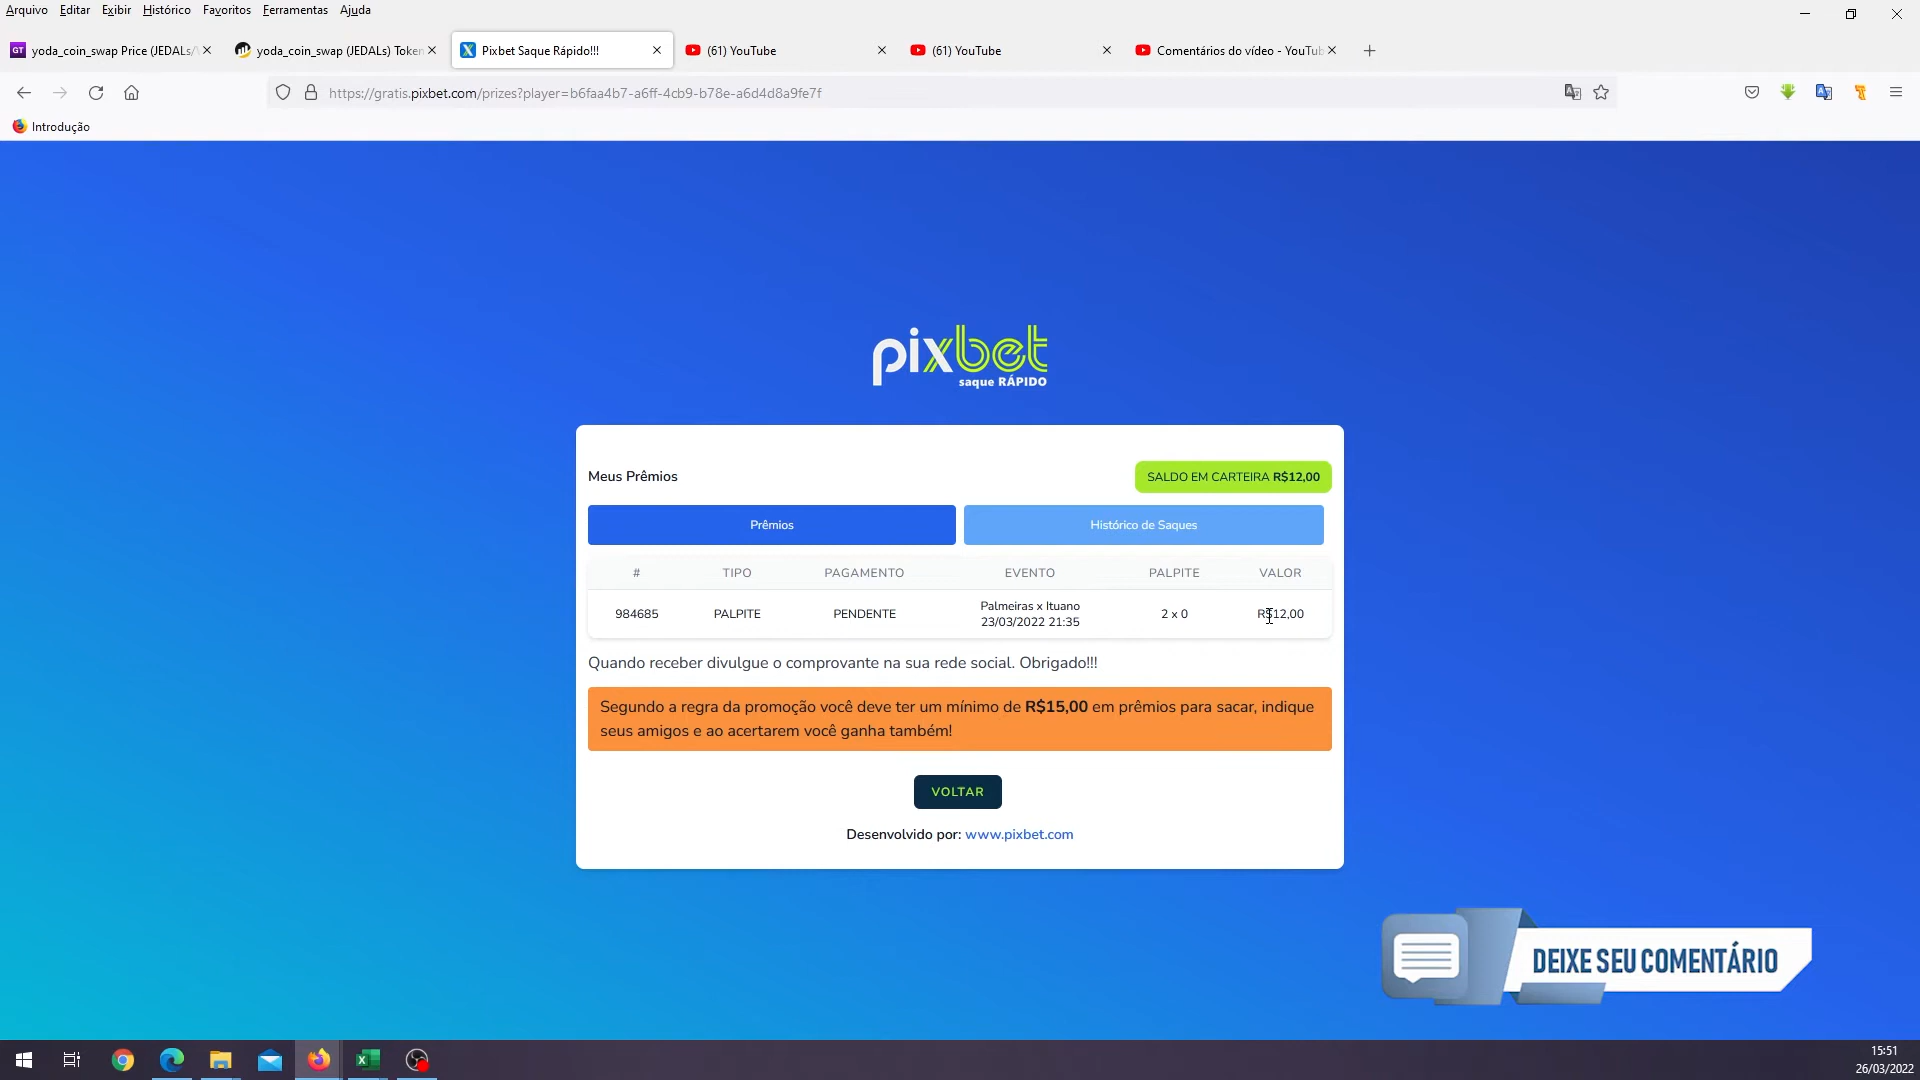 Arquivo Editar Exibir Histórico Favoritos Ferramentas Ajuda
GT yoda_coin_swap Price (JEDALs/
yoda_coin_swap (JEDALs) Token
X Pixbet Saque Rápido!!!
(61) YouTube
(61) YouTube
Comentários do vídeo - YouTub
https://gratis.pixbet.com/prizes?player=b6faa4b7-a6ff-4cb9-b78e-a6d4d8a9fe7f
Introdução
pixbet
saque RÁPIDO
Meus Prêmios
SALDO EM CARTEIRA R$12,00
Prêmios
Histórico de Saques
# TIPO PAGAMENTO EVENTO PALPITE VALOR
984685 PALPITE PENDENTE Palmeiras x Ituano 23/03/2022 21:35 2 x 0 R$12,00
Quando receber divulgue o comprovante na sua rede social. Obrigado!!!
Segundo a regra da promoção você deve ter um mínimo de R$15,00 em prêmios para sacar, indique
seus amigos e ao acertarem você ganha também!
VOLTAR
Desenvolvido por: www.pixbet.com
DEIXE SEU COMENTÁRIO
15:51
26/03/2022